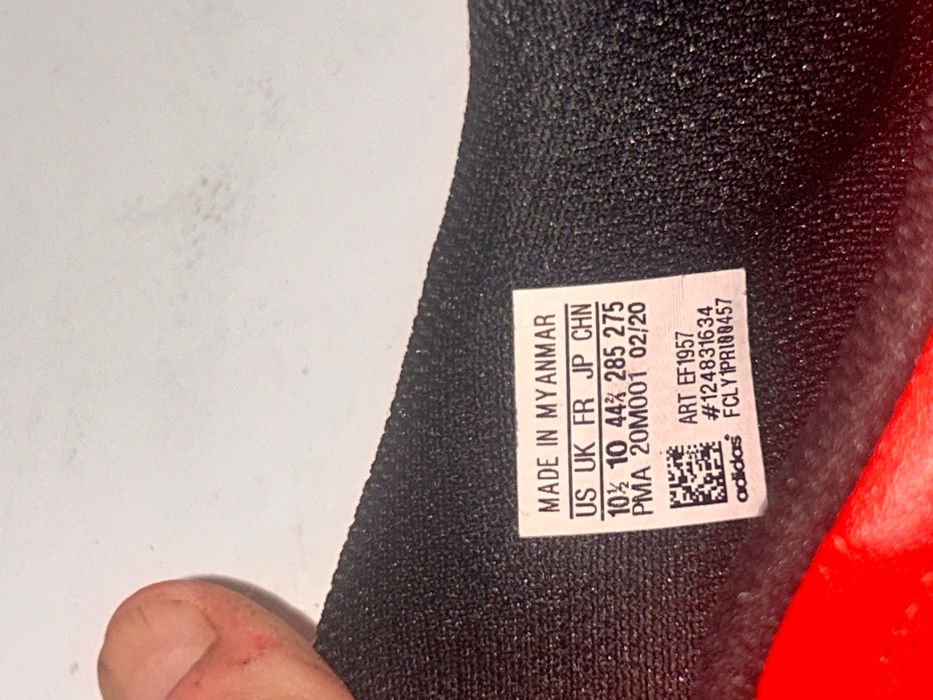 MADE IN MYANMAR
US UK FR JP CHN
10½ 10 44⅔ 285 275
PMA 20M001 02/20
ART EF1957
#124831634
FCLY1PRI00457
adidas